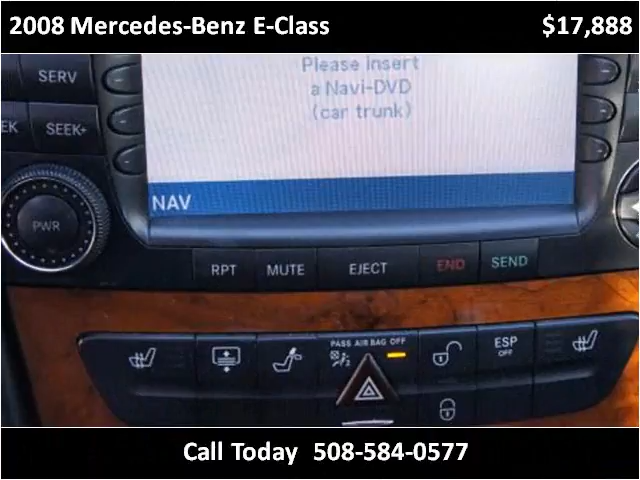 2008 Mercedes-Benz E-Class $17,888
Please insert
a Navi-DVD
(car trunk)
SERV
EK SEEK+
NAV
PWR
RPT MUTE EJECT END SEND
PASS AIR BAG OFF
ESP
OFF
Call Today 508-584-0577